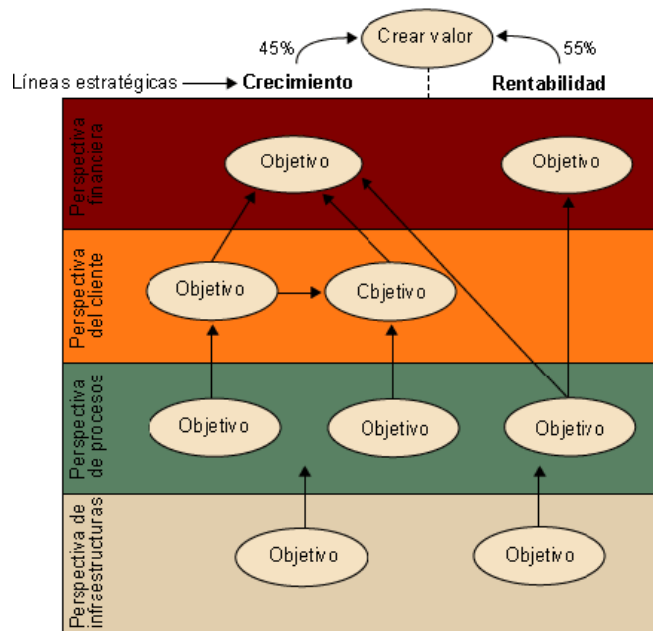 Crear valor
45%
55%
Líneas estratégicas
Crecimiento
Rentabilidad
Perspectiva
financiera
Objetivo
Objetivo
Perspectiva
del cliente
Objetivo
Cbjetivo
Perspectiva
de procesos
Objetivo
Objetivo
Objetivo
Perspectiva de
infraestructuras
Objetivo
Objetivo